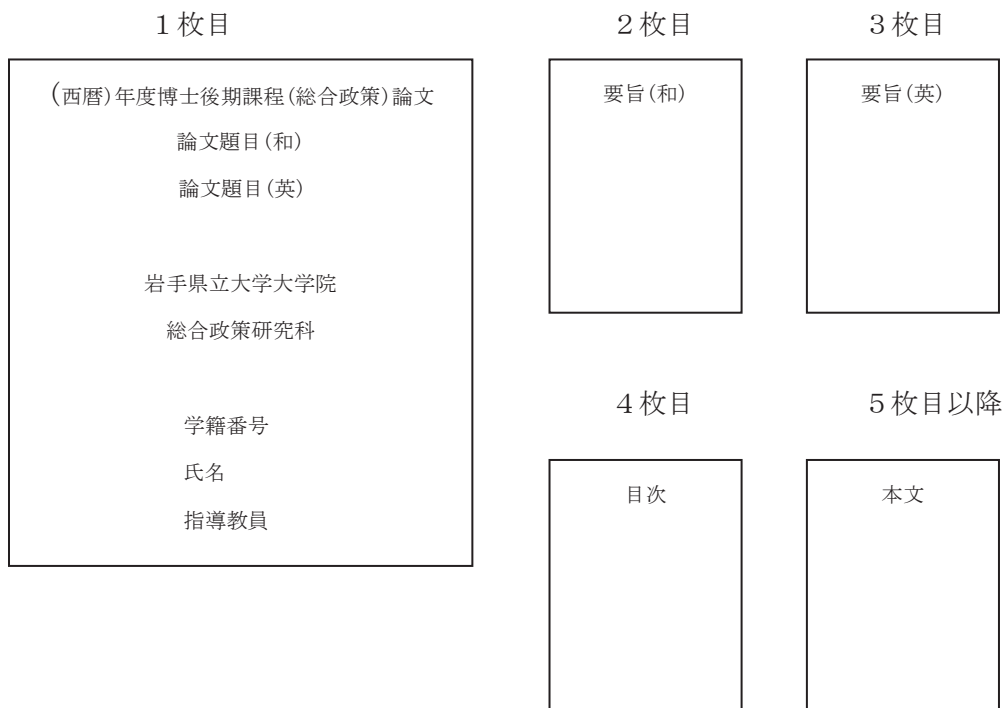 １枚目
(西暦)年度博士後期課程(総合政策)論文
論文題目(和)
論文題目(英)
岩手県立大学大学院
総合政策研究科
学籍番号
氏名
指導教員
２枚目
要旨(和)
３枚目
要旨(英)
４枚目
目次
５枚目以降
本文